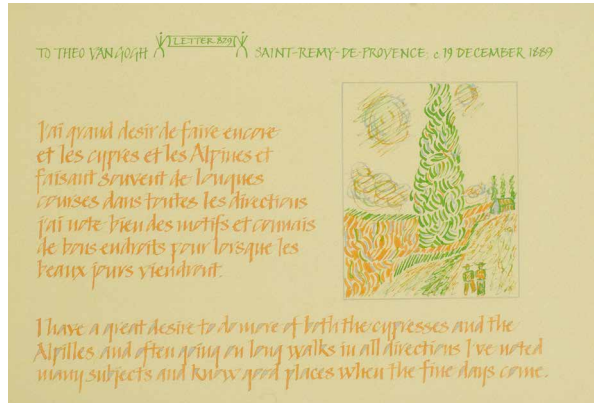 TO THEO VAN GOGH LETTER 829 SAINT-REMY-DE-PROVENCE: c.19 DECEMBER 1889
J'ai grand desir de faire encore
et les cypres et les Alpines et
faisant souvent de longues
courses dans toutes les directions
j'ai note bien des motifs et connais
de bons endroits pour lorsque les
beaux jours viendront.
I have a great desire to do more of both the cypresses and the
Alpilles and often going on long walks in all directions I've noted
many subjects and know good places when the fine days come.